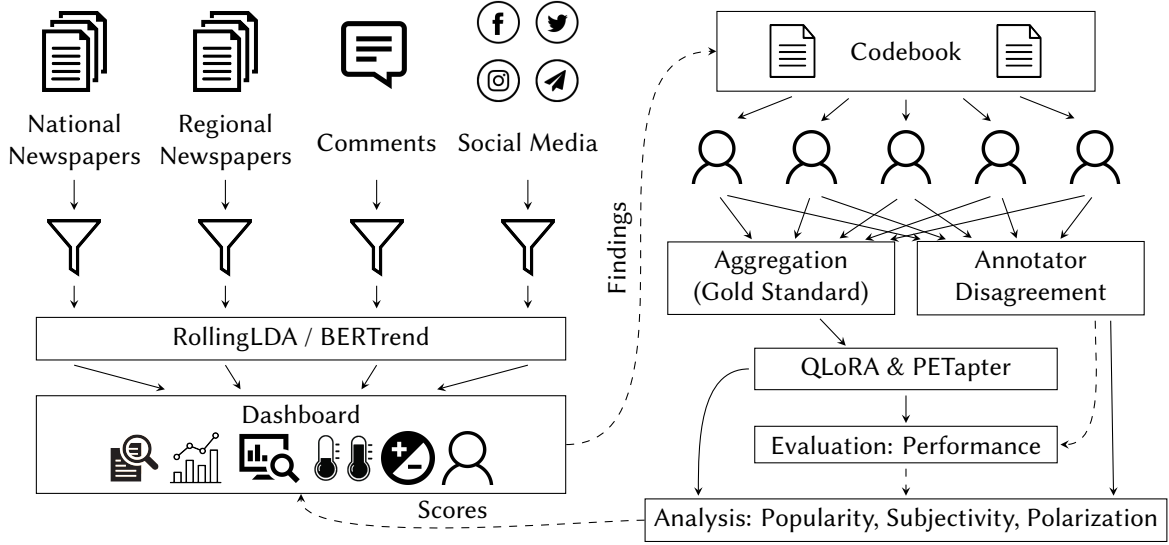 National
Newspapers
Regional
Newspapers
Comments
Social Media
RollingLDA / BERTrend
Dashboard
Scores
Findings
Codebook
Aggregation
(Gold Standard)
Annotator
Disagreement
QLoRA & PETapter
Evaluation: Performance
Analysis: Popularity, Subjectivity, Polarization